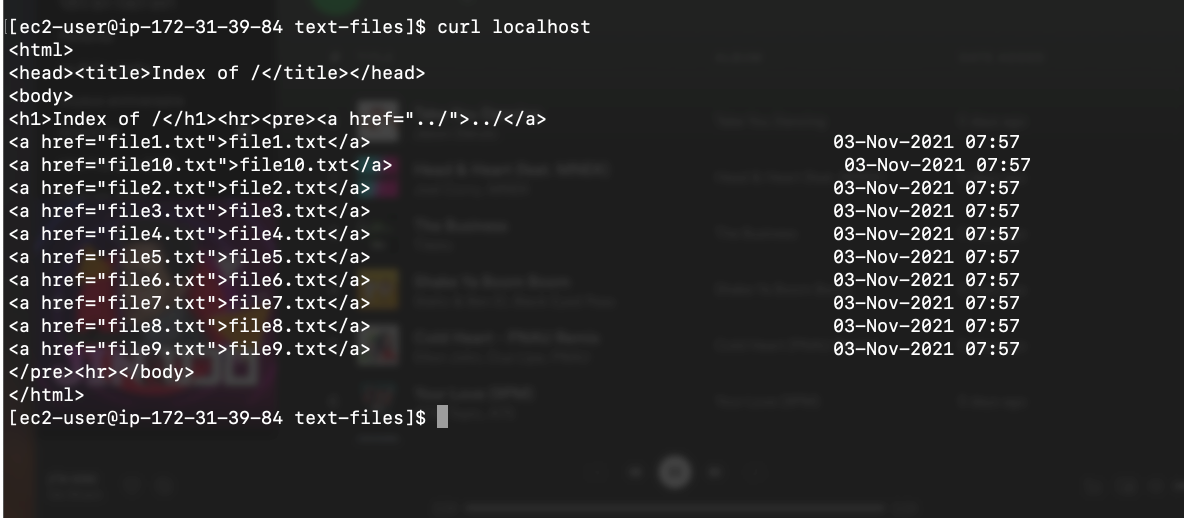 [ec2-user@ip-172-31-39-84 text-files]$ curl localhost
<html>
<head><title>Index of /</title></head>
<body>
<h1>Index of /</h1><hr><pre><a href="../">../</a>
<a href="file1.txt">file1.txt</a>                                          03-Nov-2021 07:57
<a href="file10.txt">file10.txt</a>                                         03-Nov-2021 07:57
<a href="file2.txt">file2.txt</a>                                          03-Nov-2021 07:57
<a href="file3.txt">file3.txt</a>                                          03-Nov-2021 07:57
<a href="file4.txt">file4.txt</a>                                          03-Nov-2021 07:57
<a href="file5.txt">file5.txt</a>                                          03-Nov-2021 07:57
<a href="file6.txt">file6.txt</a>                                          03-Nov-2021 07:57
<a href="file7.txt">file7.txt</a>                                          03-Nov-2021 07:57
<a href="file8.txt">file8.txt</a>                                          03-Nov-2021 07:57
<a href="file9.txt">file9.txt</a>                                          03-Nov-2021 07:57
</pre><hr></body>
</html>
[ec2-user@ip-172-31-39-84 text-files]$